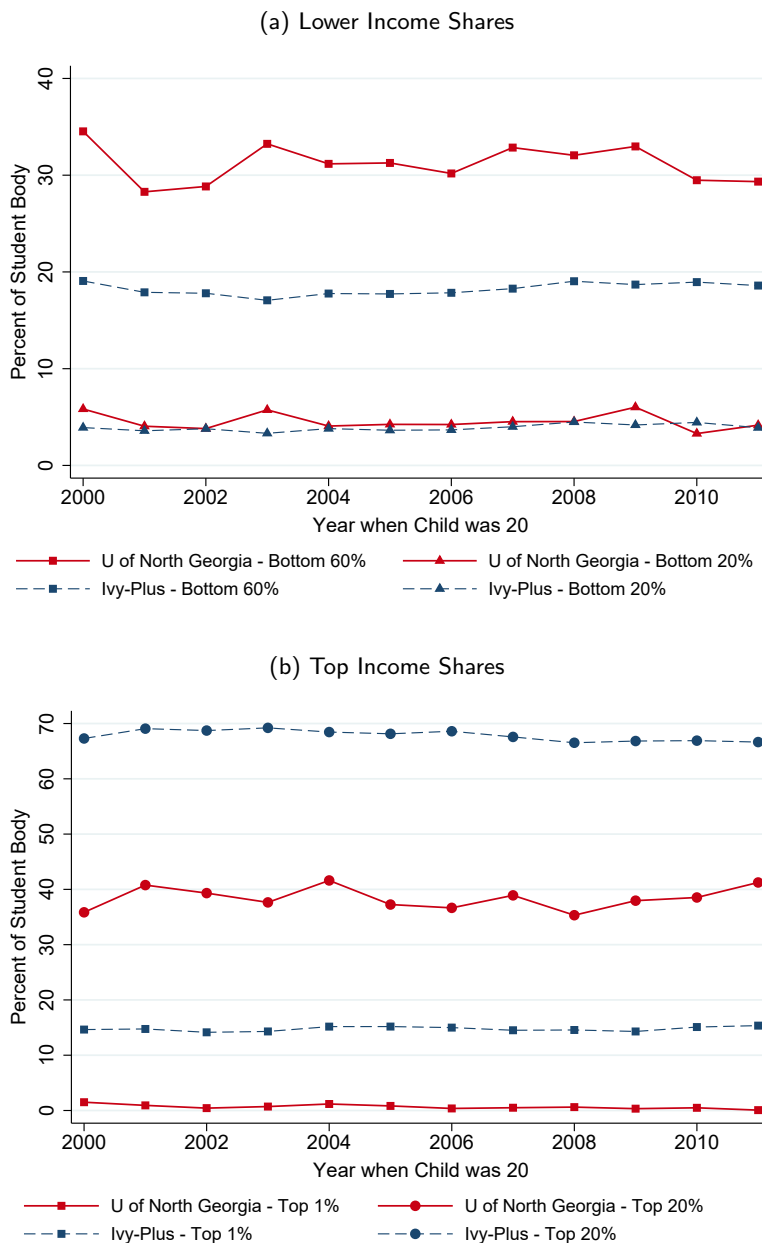 (a) Lower Income Shares
40
30
20
10
0
Percent of Student Body
2000 2002 2004 2006 2008 2010
Year when Child was 20
U of North Georgia - Bottom 60% U of North Georgia - Bottom 20%
Ivy-Plus - Bottom 60% Ivy-Plus - Bottom 20%
(b) Top Income Shares
70
60
50
40
30
20
10
0
Percent of Student Body
2000 2002 2004 2006 2008 2010
Year when Child was 20
U of North Georgia - Top 1% U of North Georgia - Top 20%
Ivy-Plus - Top 1% Ivy-Plus - Top 20%